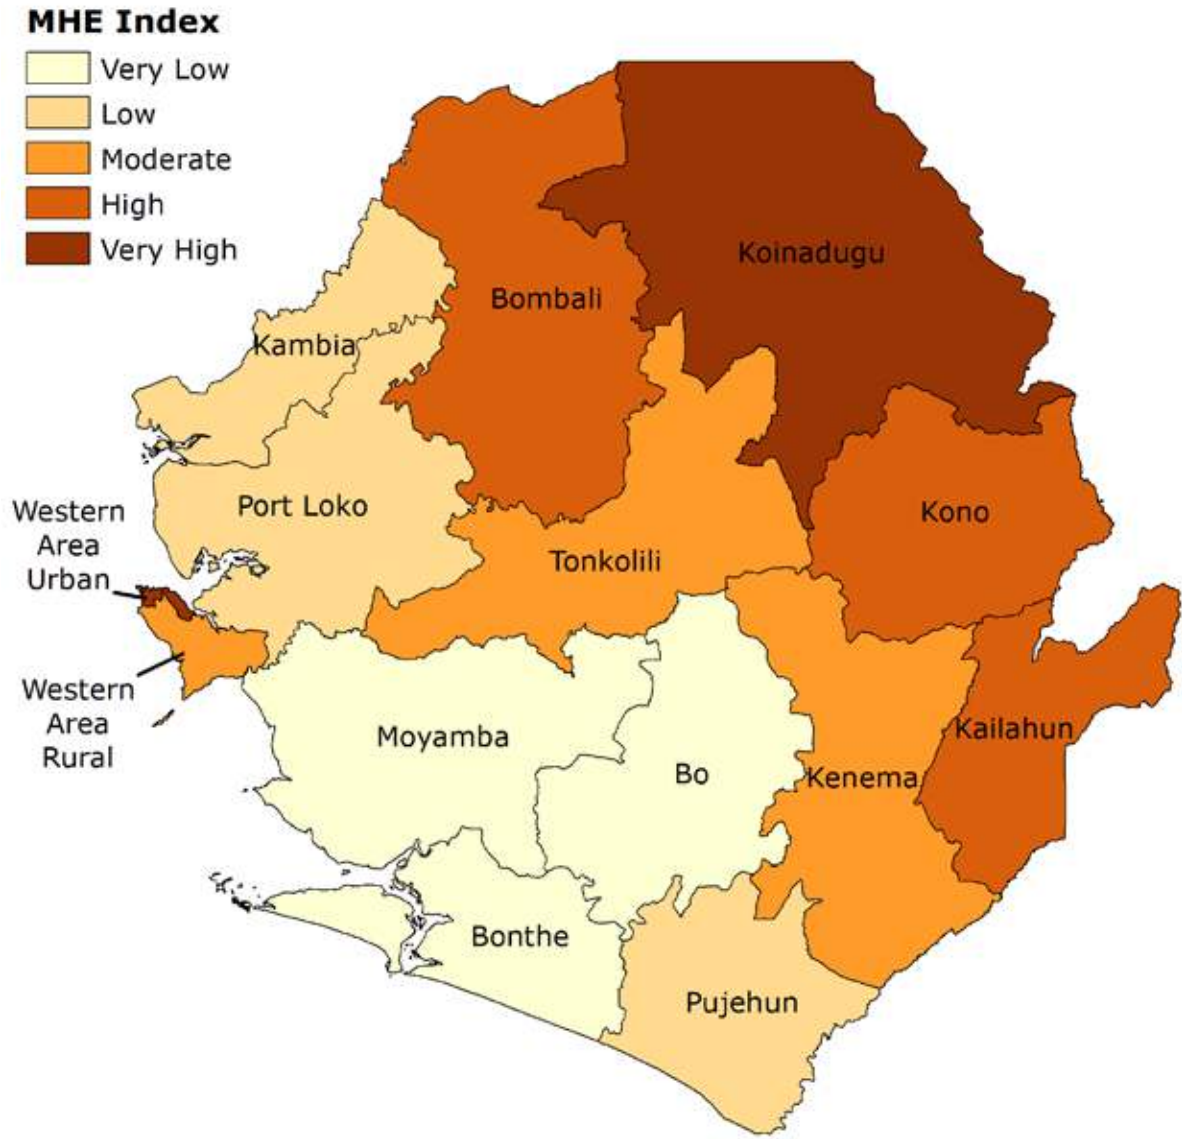 MHE Index
Very Low
Low
Moderate
High
Very High
Koinadugu
Bombali
Kambia
Port Loko
Kono
Western
Area
Urban
Tonkolili
Western
Area
Rural
Moyamba
Kailahun
Bo
Kenema
Bonthe
Pujehun